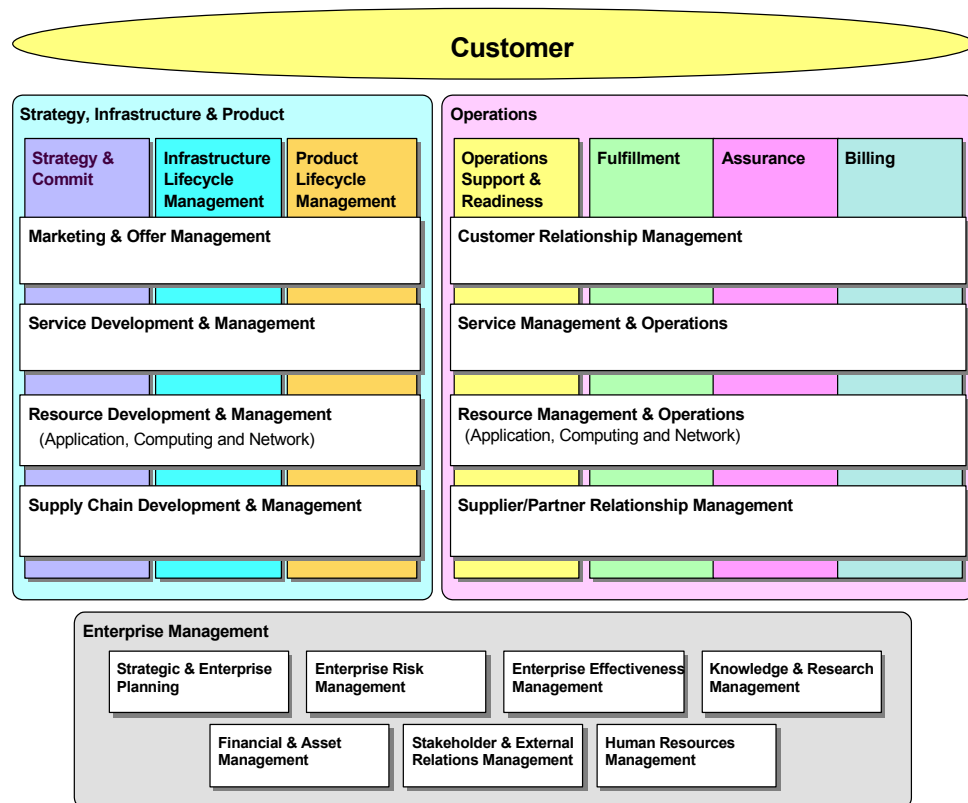 Customer
Strategy, Infrastructure & Product
Strategy &
Commit
Infrastructure
Lifecycle
Management
Product
Lifecycle
Management
Marketing & Offer Management
Service Development & Management
Resource Development & Management
(Application, Computing and Network)
Supply Chain Development & Management
Operations
Operations
Support &
Readiness
Fulfillment
Assurance
Billing
Customer Relationship Management
Service Management & Operations
Resource Management & Operations
(Application, Computing and Network)
Supplier/Partner Relationship Management
Enterprise Management
Strategic & Enterprise
Planning
Enterprise Risk
Management
Enterprise Effectiveness
Management
Knowledge & Research
Management
Financial & Asset
Management
Stakeholder & External
Relations Management
Human Resources
Management